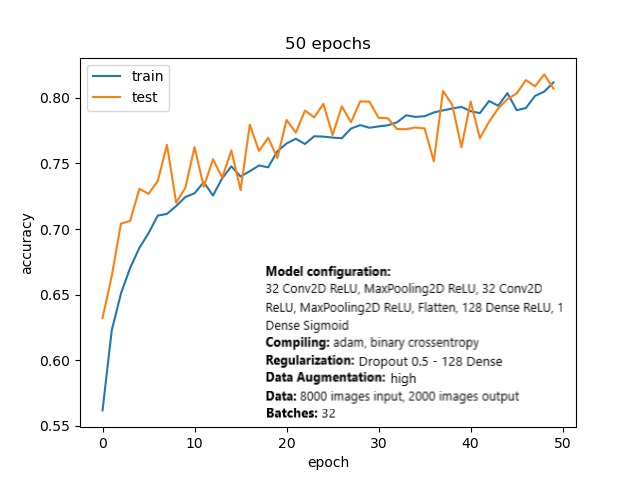 50 epochs
train
test
accuracy
0.80
0.75
0.70
0.65
0.60
0.55
Model configuration:
32 Conv2D ReLU, MaxPooling2D ReLU, 32 Conv2D
ReLU, MaxPooling2D ReLU, Flatten, 128 Dense ReLU, 1
Dense Sigmoid
Compiling: adam, binary crossentropy
Regularization: Dropout 0.5 - 128 Dense
Data Augmentation: high
Data: 8000 images input, 2000 images output
Batches: 32
0 10 20 30 40 50
epoch